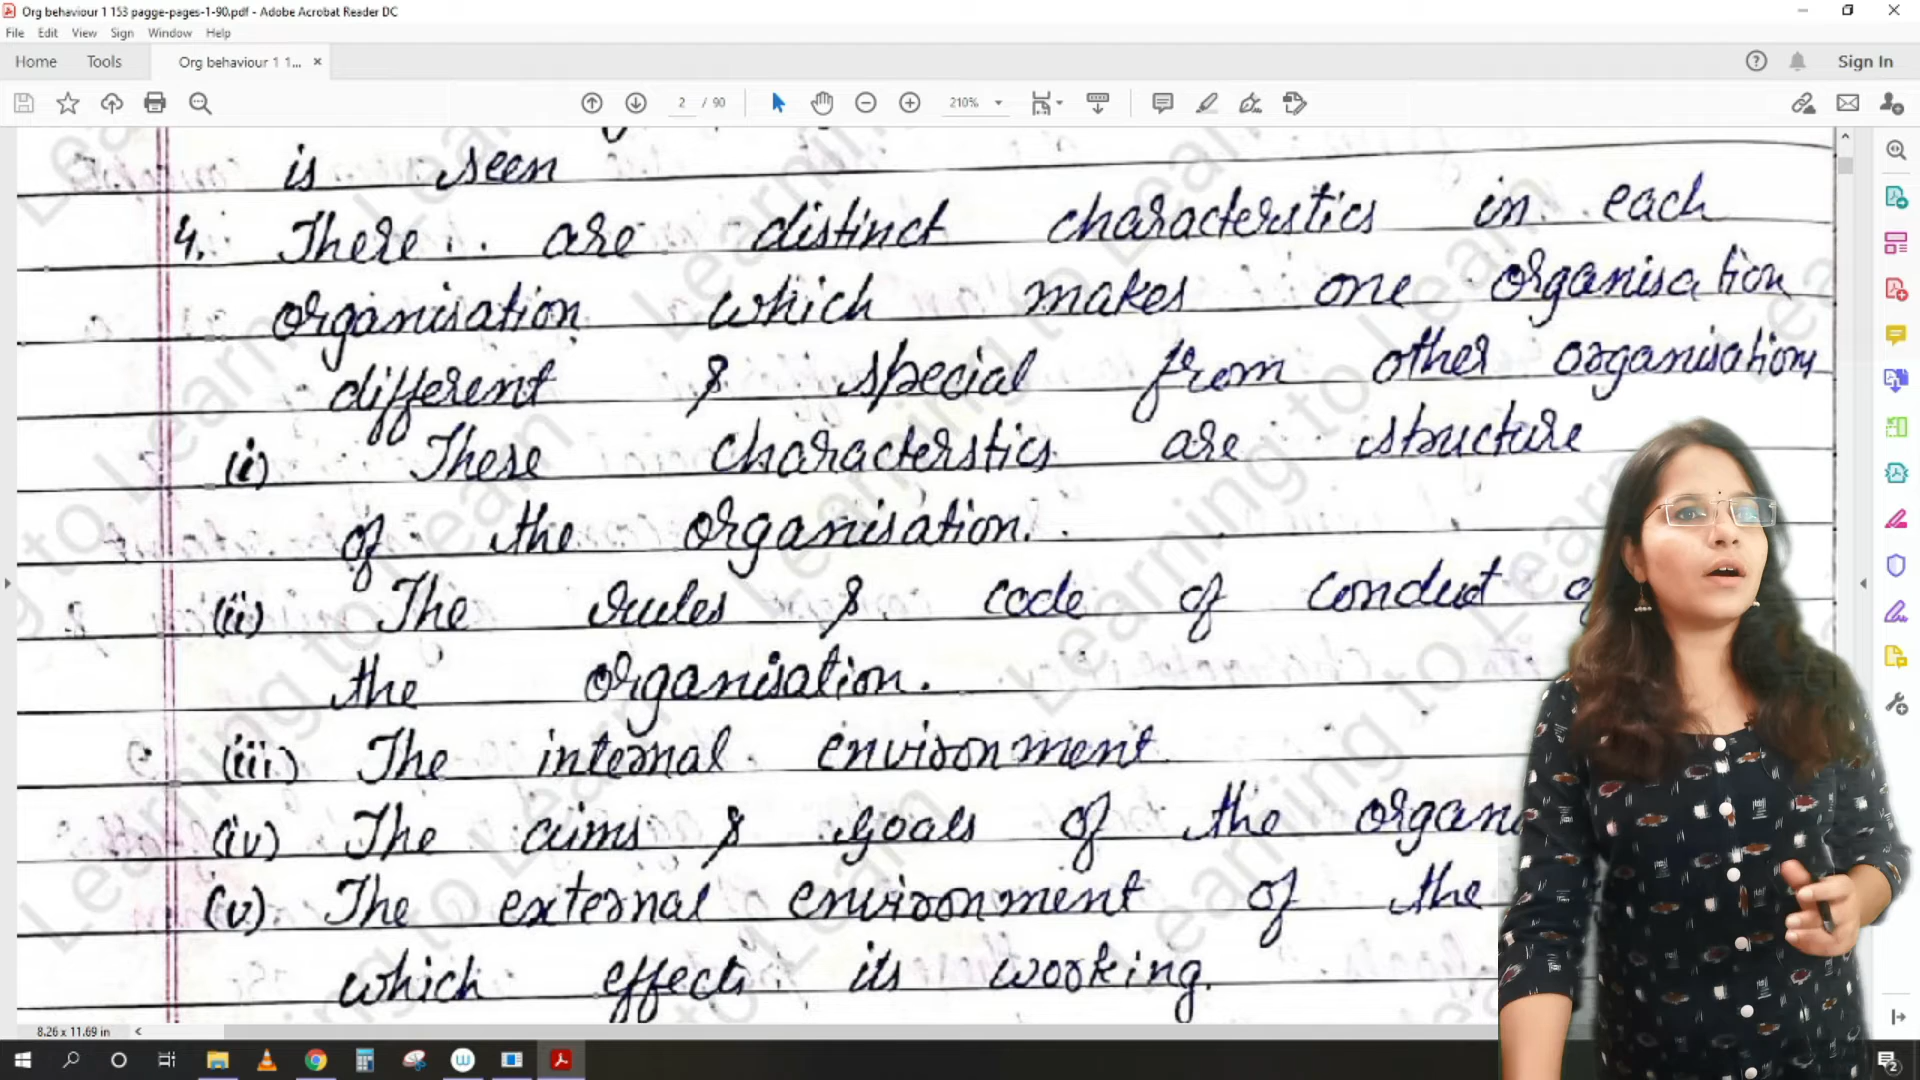 Org behaviour 1 153 pagge-pages-1-90.pdf - Adobe Acrobat Reader DC
File Edit View Sign Window Help
Home Tools Org behaviour 1 1... × Sign In
2 / 90 210%
is seen
4. There are distinct characterstics in each
organisation which makes one organisation
different & special from other organisation
(i) These characterstics are structure
of the organisation.
(ii) The rules & code of conduct
the organisation.
(iii) The internal environment
(iv) The aims & goals of the organ
(v). The external environment of the
which effects its working.
8.26 x 11.69 in
Learning to Learn